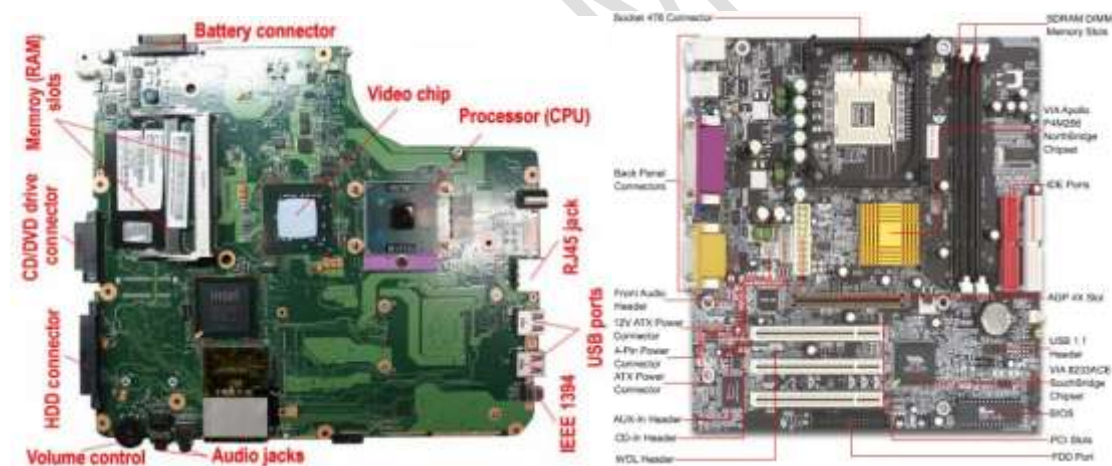 Battery connector
Memroy (RAM)
slots
Video chip
Processor (CPU)
CD/DVD drive
connector
RJ45 jack
HDD connector
USB ports
IEEE 1394
Volume control
Audio jacks
intel
Socket 478 Connector
SDRAM DIMM
Memory Slots
VIA Apollo
P4M266
NorthBridge
Chipset
Back Panel
Connectors
IDE Ports
Front Audio
Header
AGP 4X Slot
12V ATX Power
Connector
4-Pin Power
Connector
ATX Power
Connector
USB 1.1
Header
VIA 8233ACE
SouthBridge
Chipset
AUX-In Header
BIOS
CD-In Header
PCI Slots
WOL Header
FDD Port